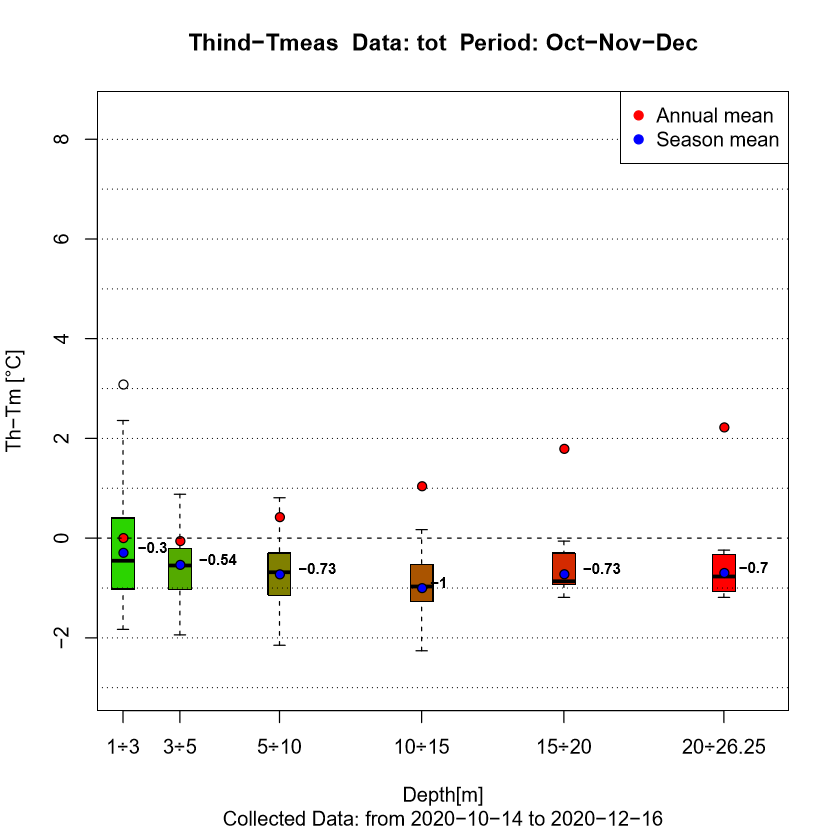 Thind−Tmeas  Data: tot  Period: Oct−Nov−Dec
Annual mean
Season mean
8
6
4
2
0
−2
Th−Tm [°C]
−0.3
−0.54
−0.73
−1
−0.73
−0.7
1÷3 3÷5 5÷10 10÷15 15÷20 20÷26.25
Depth[m]
Collected Data: from 2020−10−14 to 2020−12−16